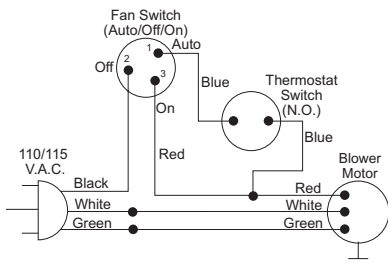 Fan Switch
(Auto/Off/On)
1
Auto
Off
2
3
On
Blue
Thermostat
Switch
(N.O.)
Blue
Red
110/115
V.A.C.
Black
White
Green
Blower
Motor
Red
White
Green